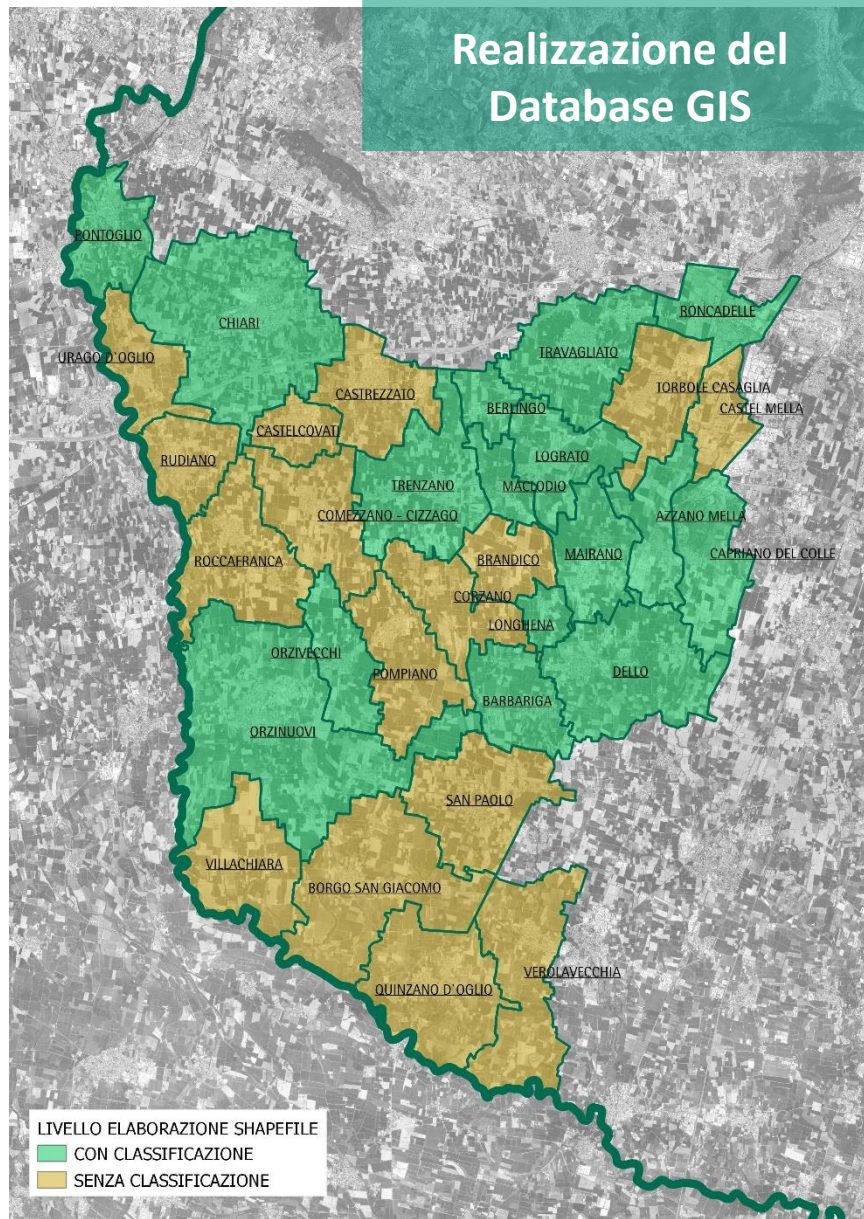 Realizzazione del
Database GIS
PONTOGLIO
CHIARI
RONCADELLE
URAGO D'OGLIO
TRAVAGLIATO
CASTREZZATO
TORBOLE CASAGLIA
BERLINGO
CASTEL MELLA
CASTELCOVATI
RUDIANO
LOGRATO
TRENZANO
MACLODIO
COMEZZANO - CIZZAGO
AZZANO MELLA
ROCCAFRANCA
BRANDICO
MAIRANO
CAPRIANO DEL COLLE
CORZANO
LONGHENA
ORZIVECCHI
POMPIANO
DELLO
BARBARIGA
ORZINUOVI
SAN PAOLO
VILLACHIARA
BORGO SAN GIACOMO
VEROLAVECCHIA
QUINZANO D'OGLIO
LIVELLO ELABORAZIONE SHAPEFILE
CON CLASSIFICAZIONE
SENZA CLASSIFICAZIONE